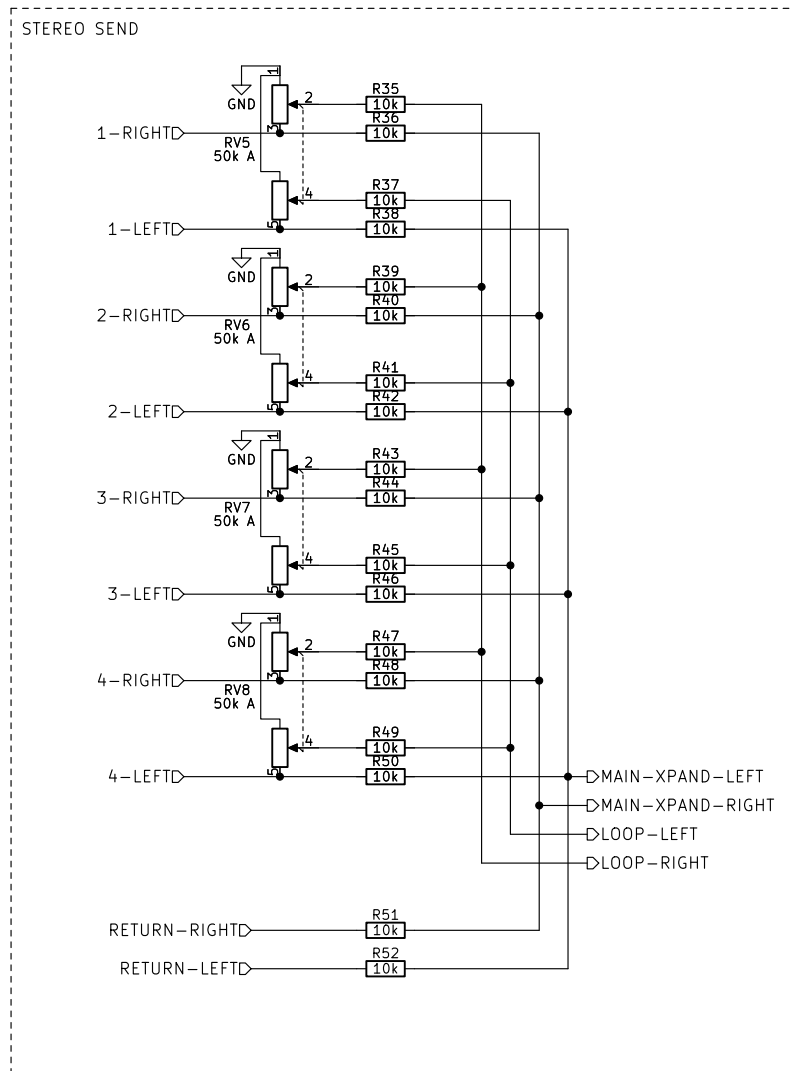 STEREO SEND
1
2
GND
R35
10k
R36
10k
1-RIGHT
3
RV5
50k A
R37
4
10k
R38
10k
1-LEFT
5
1
2
GND
R39
10k
R40
10k
2-RIGHT
3
RV6
50k A
R41
4
10k
R42
10k
2-LEFT
5
1
2
GND
R43
10k
R44
10k
3-RIGHT
3
RV7
50k A
R45
4
10k
R46
10k
3-LEFT
5
1
2
GND
R47
10k
R48
10k
4-RIGHT
3
RV8
50k A
R49
4
10k
R50
10k
4-LEFT
5
MAIN-XPAND-LEFT
MAIN-XPAND-RIGHT
LOOP-LEFT
LOOP-RIGHT
R51
RETURN-RIGHT
10k
R52
RETURN-LEFT
10k